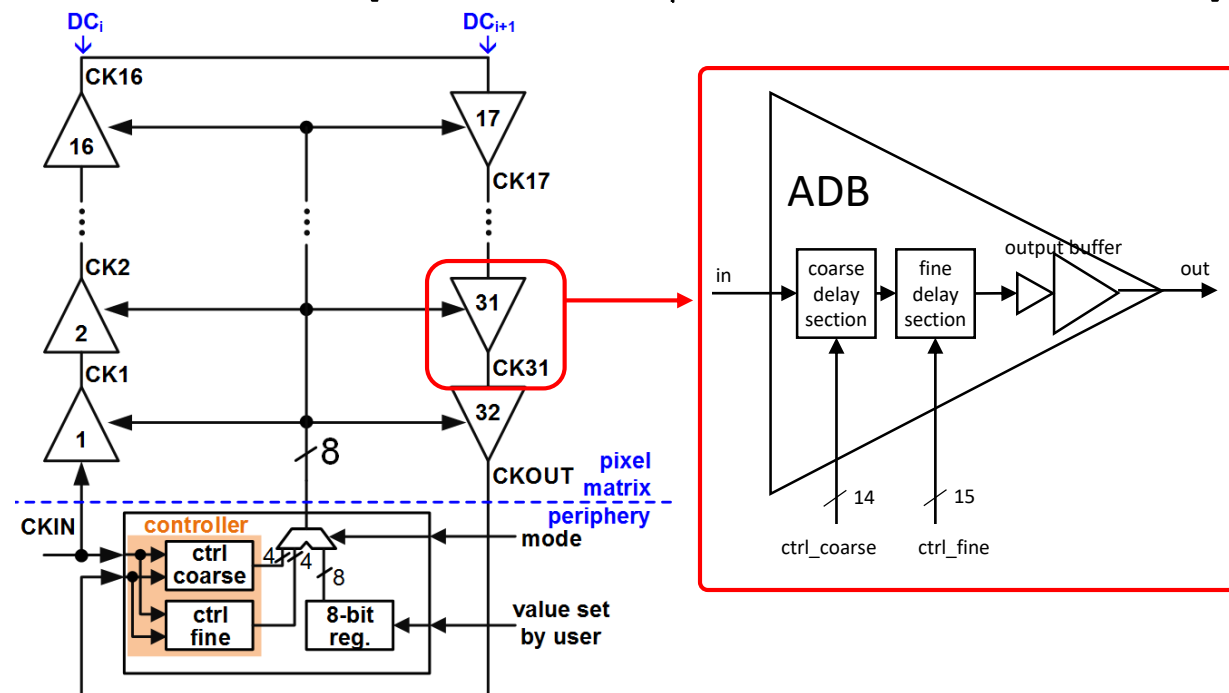 DCi
DCi+1
CK16
16
17
CK17
CK2
2
31
CK1
CK31
1
32
8
CKOUT
pixel
matrix
periphery
CKIN
controller
ctrl
coarse
ctrl
fine
4
4
8
8-bit
reg.
mode
value set
by user
ADB
output buffer
in
coarse
delay
section
fine
delay
section
out
14
15
ctrl_coarse
ctrl_fine